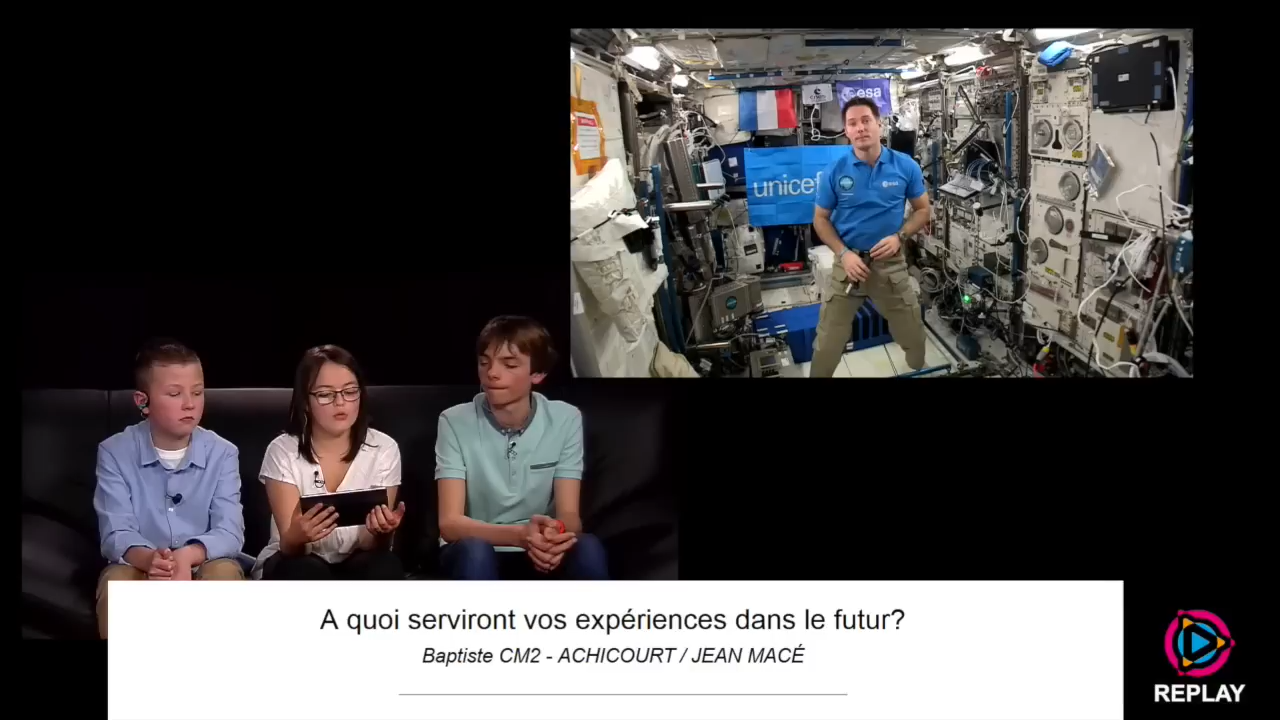 esa
unicef
A quoi serviront vos expériences dans le futur?
Baptiste CM2 - ACHICOURT / JEAN MACÉ
REPLAY